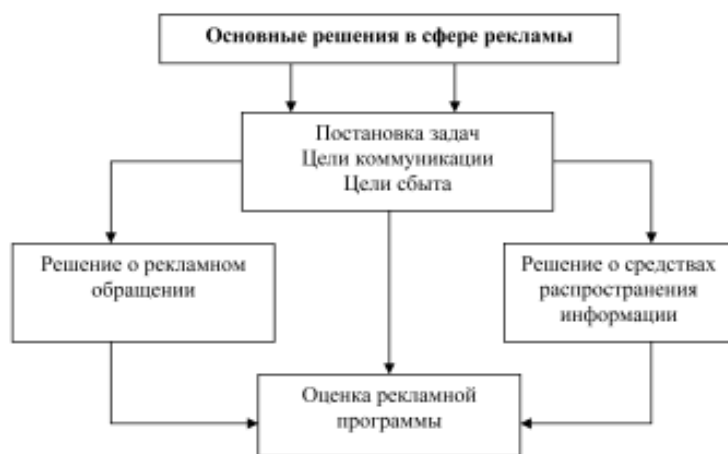 Основные решения в сфере рекламы
Постановка задач
Цели коммуникации
Цели сбыта
Решение о рекламном
обращении
Решение о средствах
распространения
информации
Оценка рекламной
программы